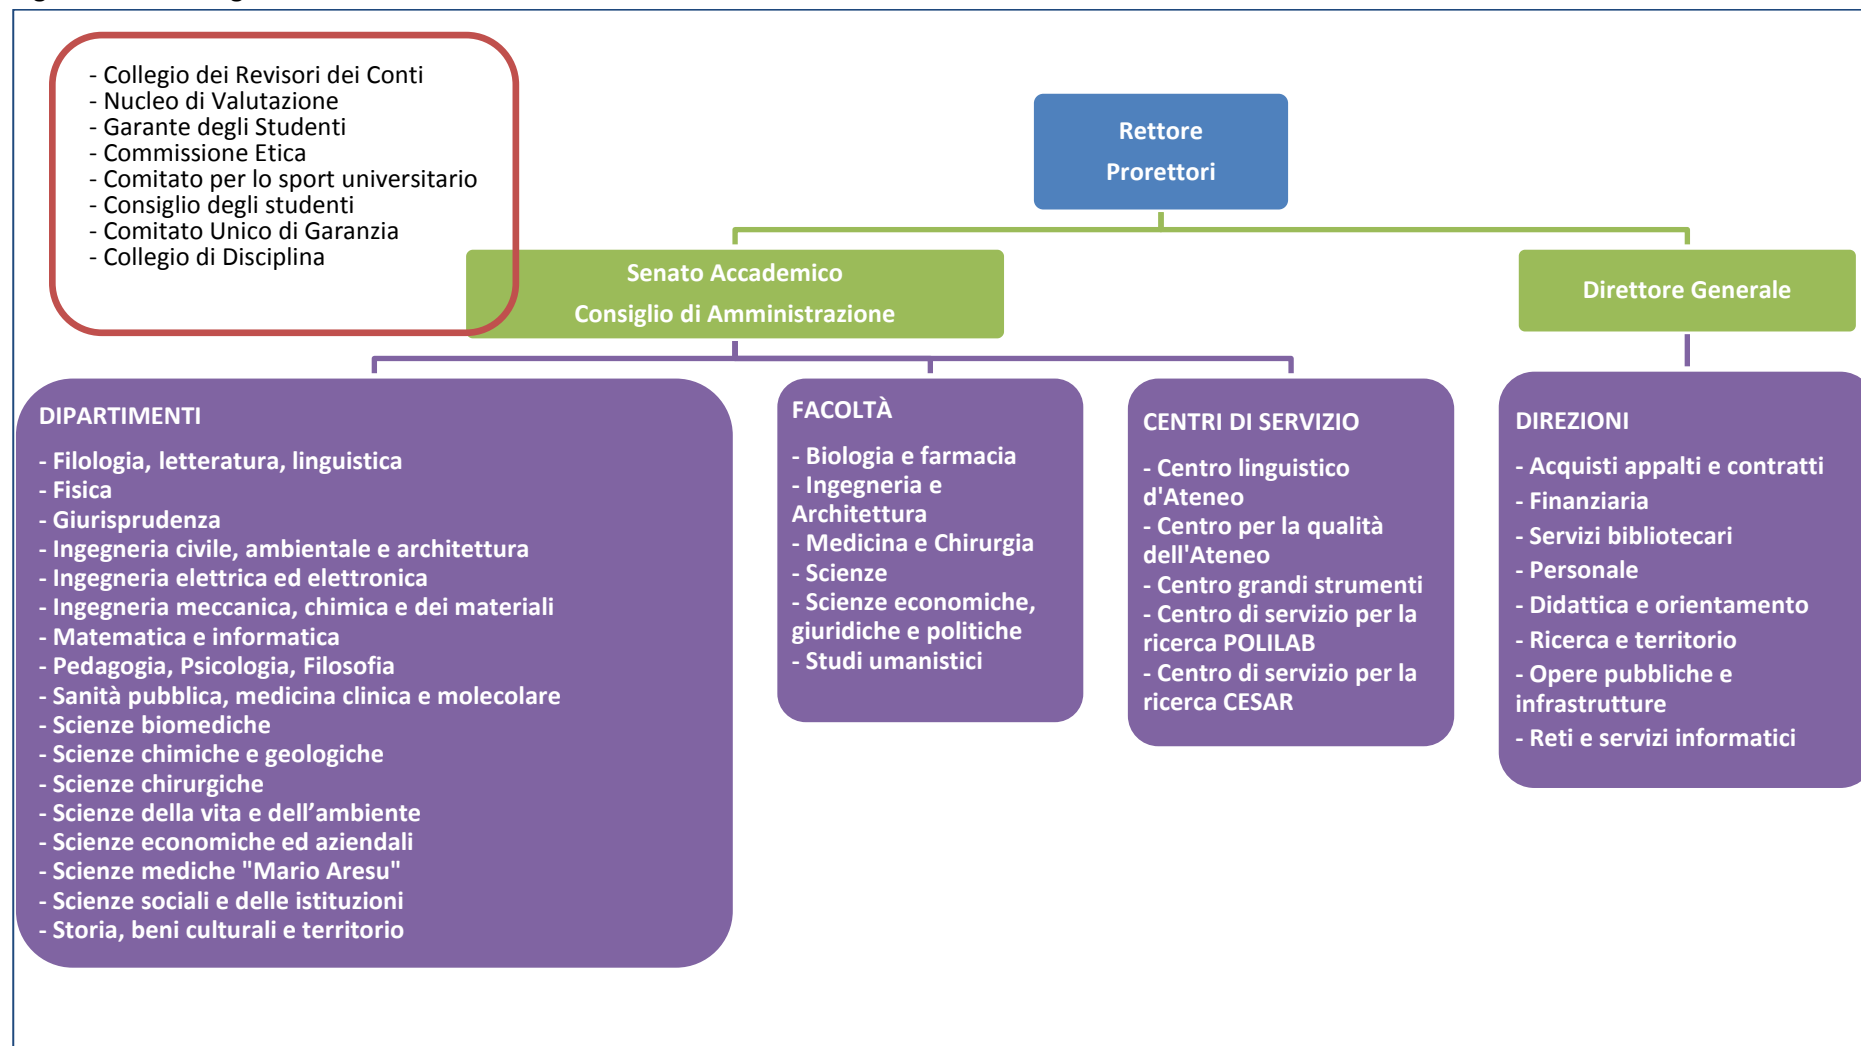 - Collegio dei Revisori dei Conti
- Nucleo di Valutazione
- Garante degli Studenti
- Commissione Etica
- Comitato per lo sport universitario
- Consiglio degli studenti
- Comitato Unico di Garanzia
- Collegio di Disciplina
Rettore
Prorettori
Senato Accademico
Consiglio di Amministrazione
Direttore Generale
DIPARTIMENTI
- Filologia, letteratura, linguistica
- Fisica
- Giurisprudenza
- Ingegneria civile, ambientale e architettura
- Ingegneria elettrica ed elettronica
- Ingegneria meccanica, chimica e dei materiali
- Matematica e informatica
- Pedagogia, Psicologia, Filosofia
- Sanità pubblica, medicina clinica e molecolare
- Scienze biomediche
- Scienze chimiche e geologiche
- Scienze chirurgiche
- Scienze della vita e dell’ambiente
- Scienze economiche ed aziendali
- Scienze mediche "Mario Aresu"
- Scienze sociali e delle istituzioni
- Storia, beni culturali e territorio
FACOLTÀ
- Biologia e farmacia
- Ingegneria e
Architettura
- Medicina e Chirurgia
- Scienze
- Scienze economiche,
giuridiche e politiche
- Studi umanistici
CENTRI DI SERVIZIO
- Centro linguistico
d'Ateneo
- Centro per la qualità
dell'Ateneo
- Centro grandi strumenti
- Centro di servizio per la
ricerca POLILAB
- Centro di servizio per la
ricerca CESAR
DIREZIONI
- Acquisti appalti e contratti
- Finanziaria
- Servizi bibliotecari
- Personale
- Didattica e orientamento
- Ricerca e territorio
- Opere pubbliche e
infrastrutture
- Reti e servizi informatici